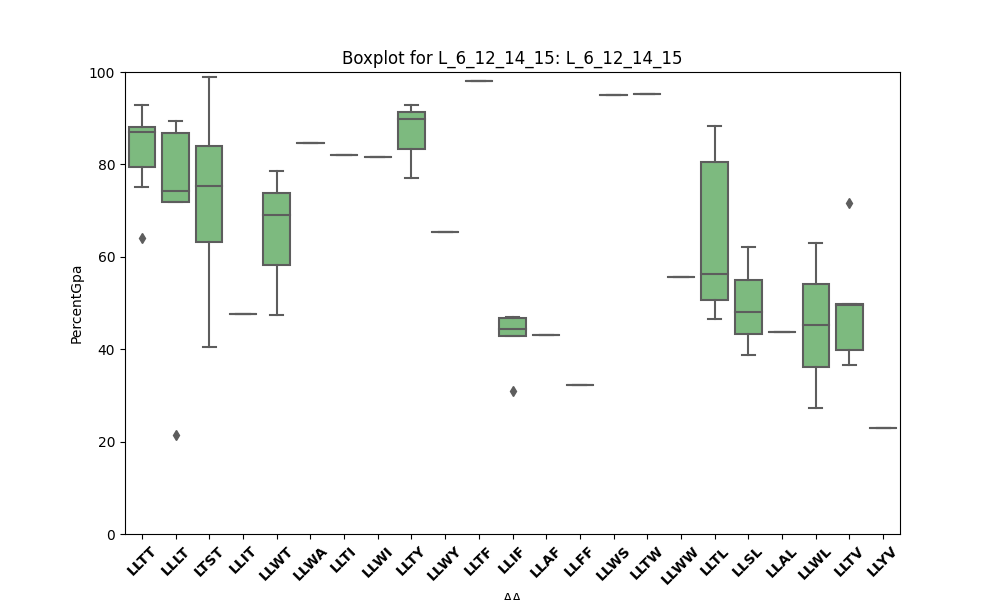 Boxplot for L_6_12_14_15: L_6_12_14_15
PercentGpa
100
80
60
40
20
0
LLTT
LLLT
LTST
LLIT
LLWT
LLWA
LLTI
LLWI
LLTY
LLWY
LLTF
LLIF
LLAF
LLFF
LLWS
LLTW
LLWW
LLTL
LLSL
LLAL
LLWL
LLTV
LLYV
AA